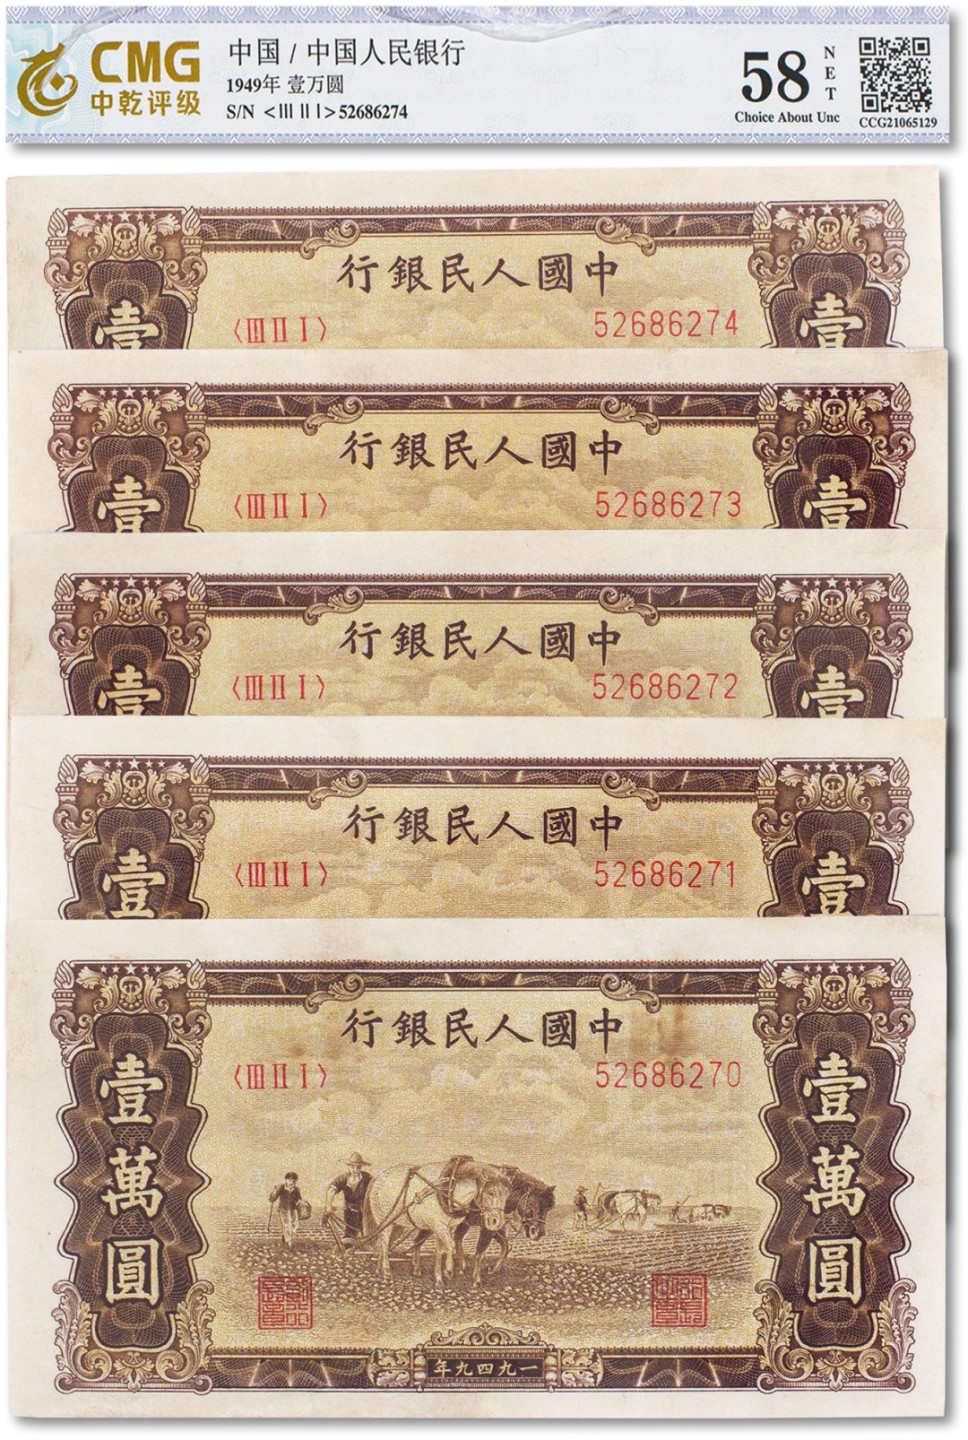 CMG
中乾评级
中国 / 中国人民银行
1949年 壹万圆
S/N <III II I> 52686274
58
NET
Choice About Unc
CCG21065129
行銀民人國中
〈III II I〉 52686274
壹 壹
行銀民人國中
〈III II I〉 52686273
壹 壹
行銀民人國中
〈III II I〉 52686272
壹 壹
行銀民人國中
〈III II I〉 52686271
壹 壹
行銀民人國中
〈III II I〉 52686270
壹萬圓
壹萬圓
年九四九一